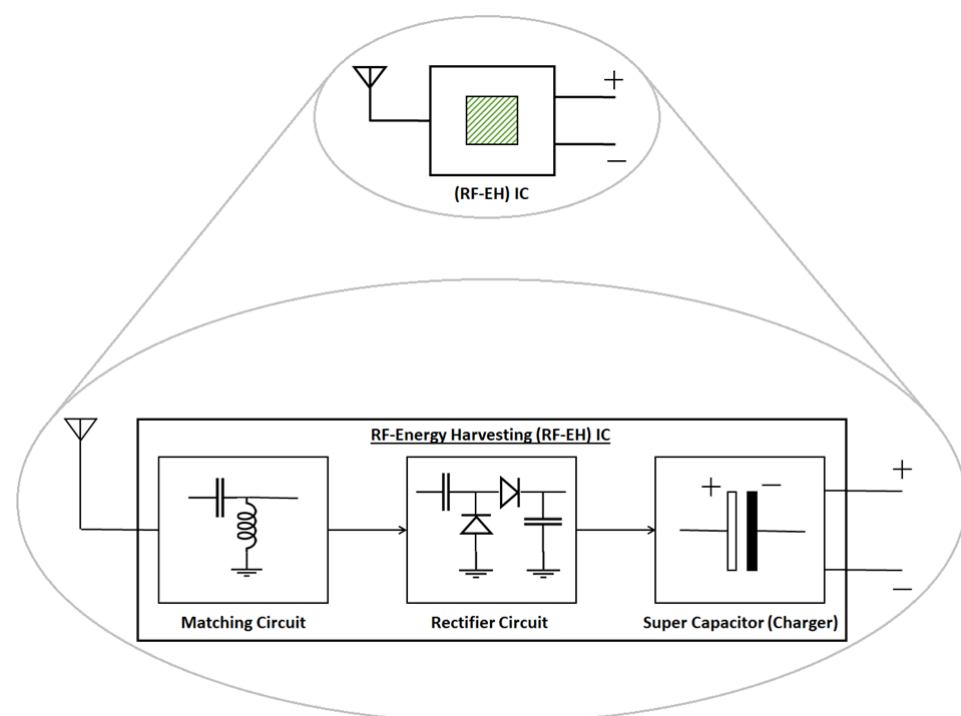 +
−
(RF-EH) IC
RF-Energy Harvesting (RF-EH) IC
+ −
+
−
Matching Circuit
Rectifier Circuit
Super Capacitor (Charger)